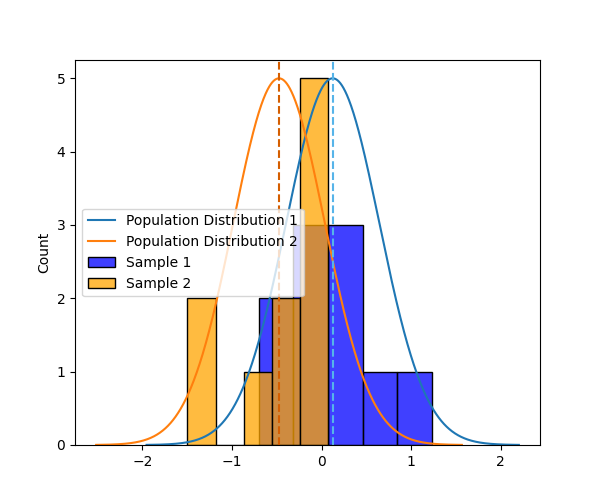 5
4
3
2
1
0
Count
Population Distribution 1
Population Distribution 2
Sample 1
Sample 2
−2
−1
0
1
2